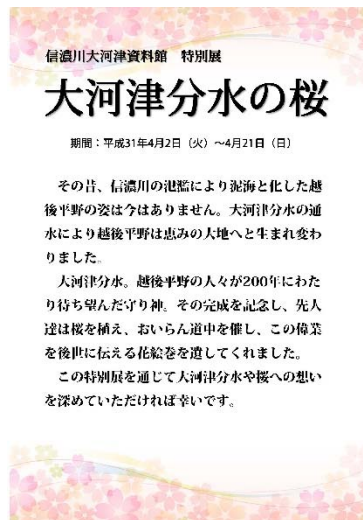 信濃川大河津資料館　特別展
大河津分水の桜
期間：平成31年4月2日（火）～4月21日（日）
　その昔、信濃川の氾濫により泥海と化した越
後平野の姿は今はありません。大河津分水の通
水により越後平野は恵みの大地へと生まれ変わ
りました。
　大河津分水。越後平野の人々が200年にわた
り待ち望んだ守り神。その完成を記念し、先人
達は桜を植え、おいらん道中を催し、この偉業
を後世に伝える花絵巻を遺してくれました。
　この特別展を通じて大河津分水や桜への想い
を深めていただければ幸いです。